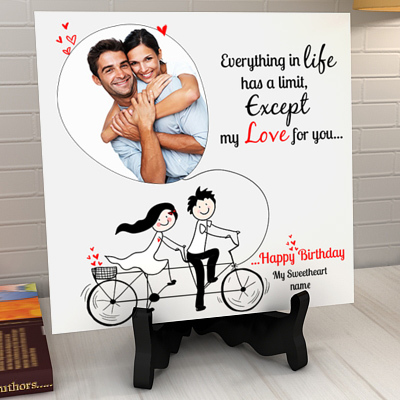 Everything in life
has a limit,
Except
my Love for you...
...Happy Birthday
My Sweetheart
name
uthors.....